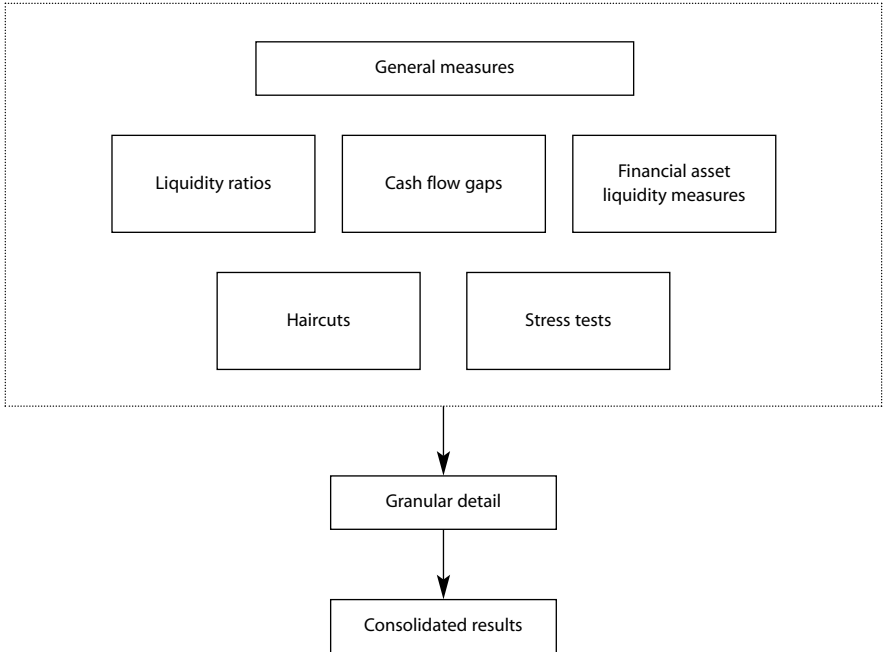 General measures
Liquidity ratios
Cash flow gaps
Financial asset
liquidity measures
Haircuts
Stress tests
Granular detail
Consolidated results